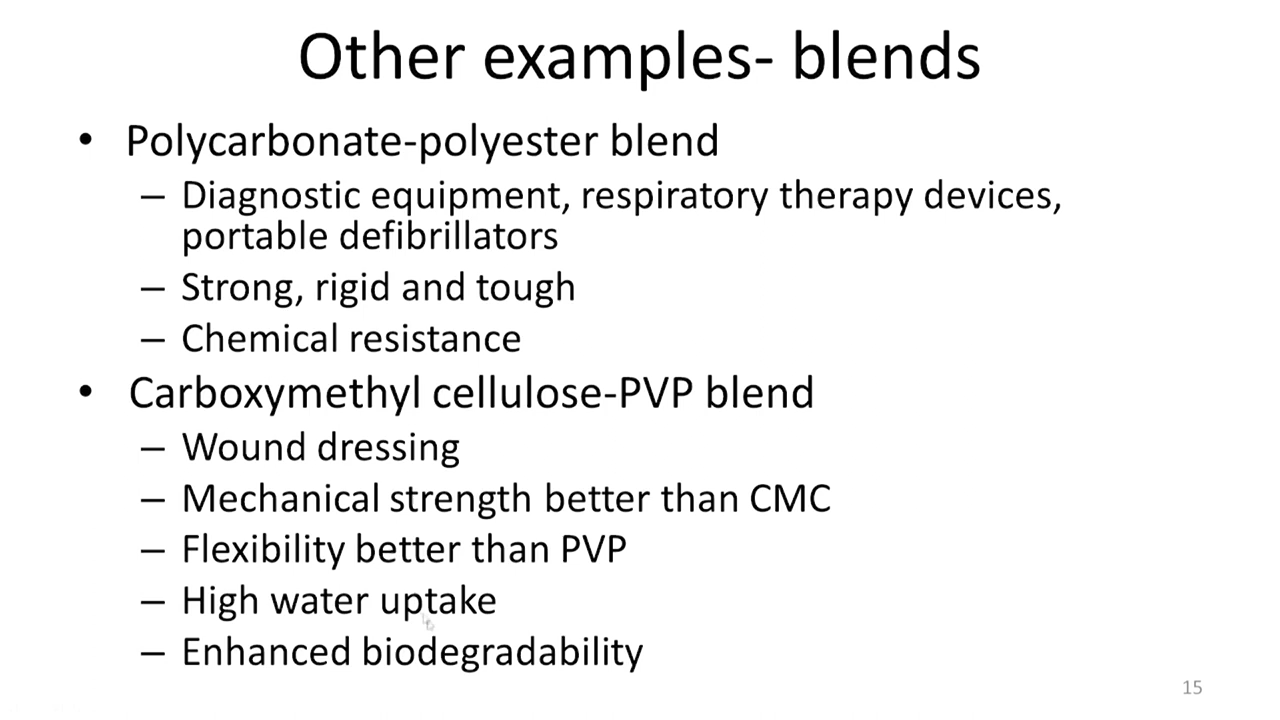 Other examples- blends
• Polycarbonate-polyester blend
– Diagnostic equipment, respiratory therapy devices,
portable defibrillators
– Strong, rigid and tough
– Chemical resistance
• Carboxymethyl cellulose-PVP blend
– Wound dressing
– Mechanical strength better than CMC
– Flexibility better than PVP
– High water uptake
– Enhanced biodegradability
15